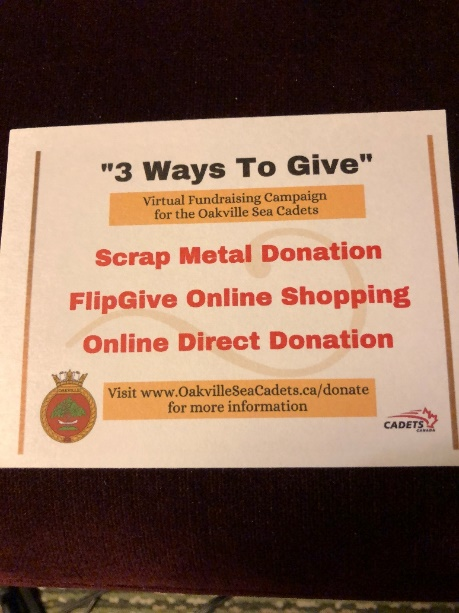 "3 Ways To Give"
Virtual Fundraising Campaign
for the Oakville Sea Cadets
Scrap Metal Donation
FlipGive Online Shopping
Online Direct Donation
OAKVILLE
Visit www.OakvilleSeaCadets.ca/donate
for more information
CADETS
CANADA